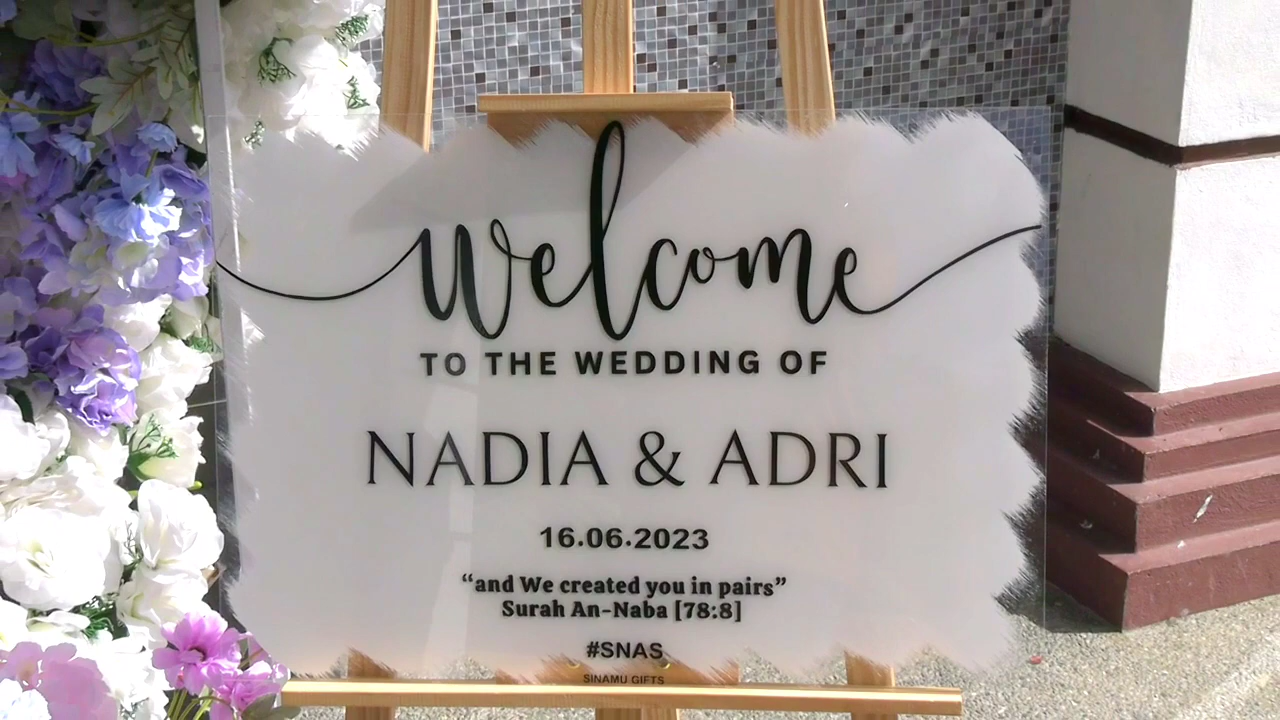 welcome
TO THE WEDDING OF
NADIA & ADRI
16.06.2023
“and We created you in pairs”
Surah An-Naba [78:8]
#SNAS
SINAMU GIFTS